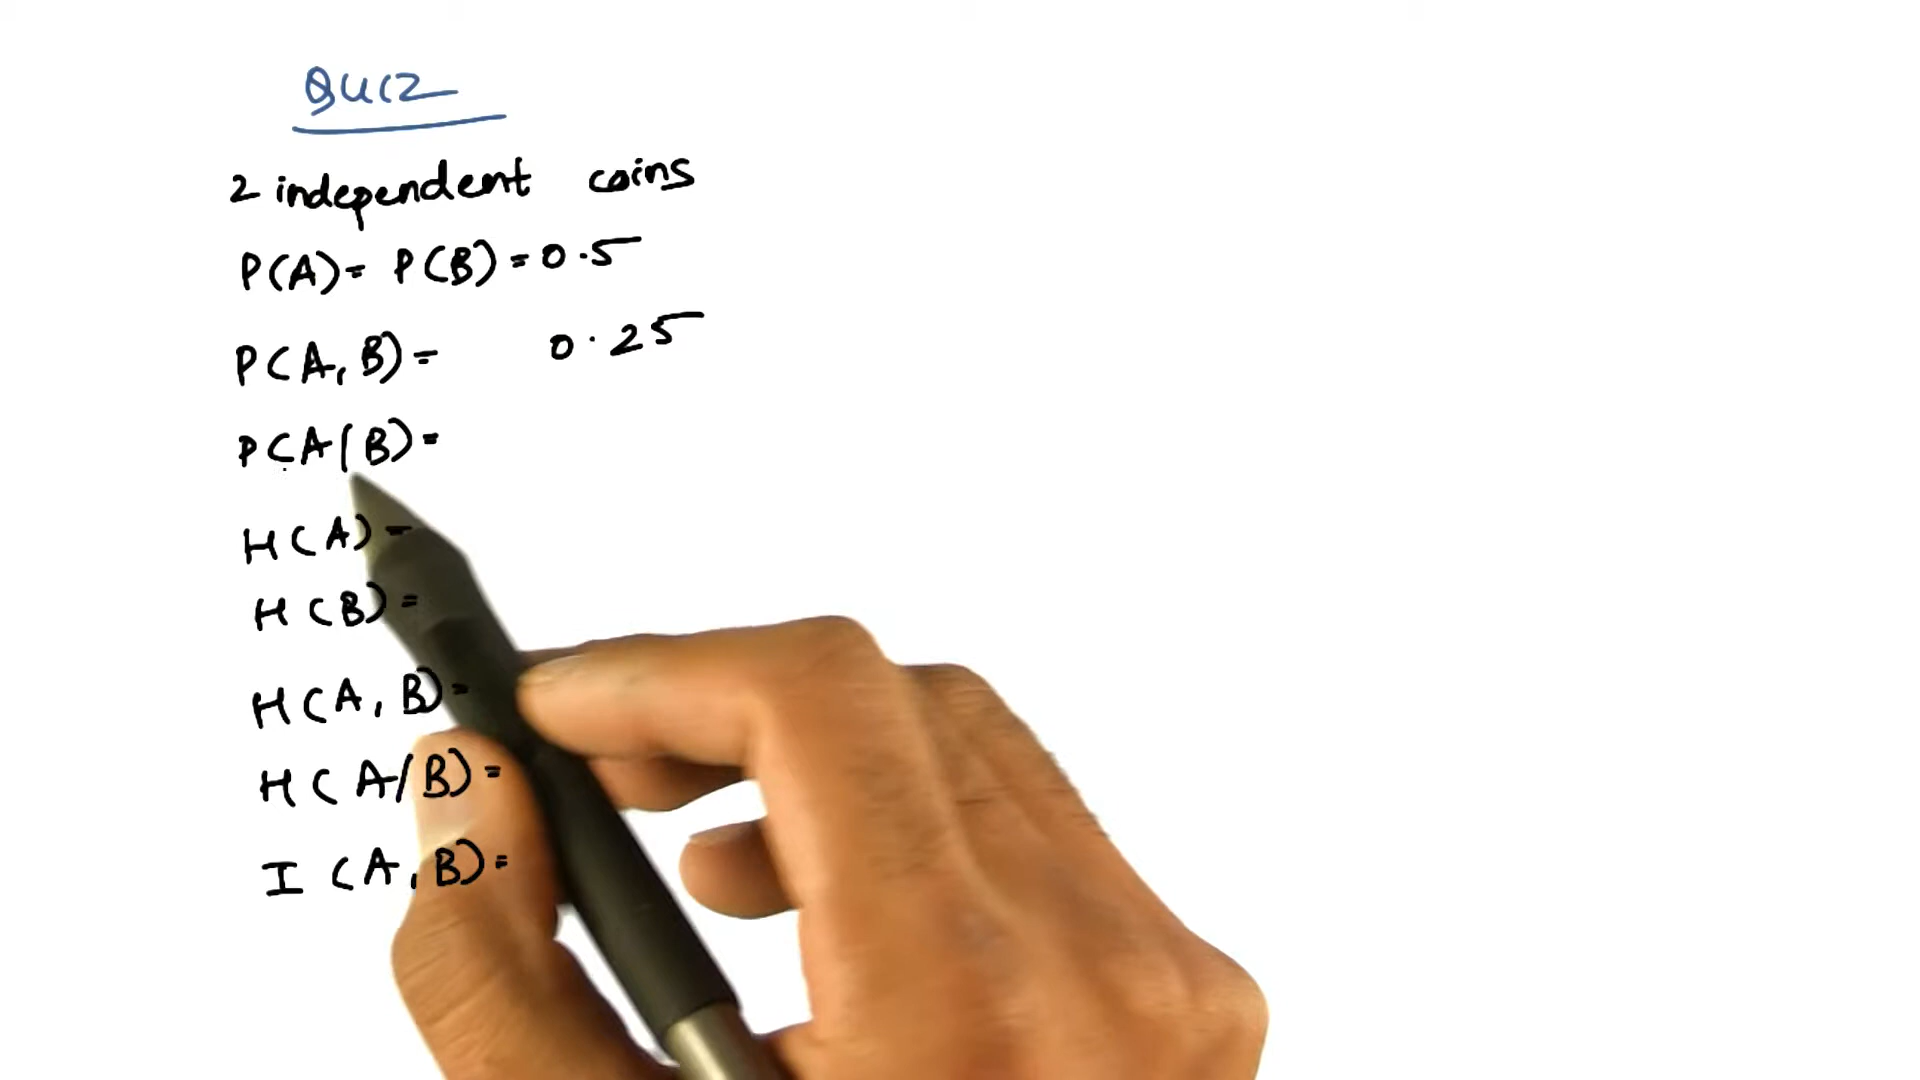 QUIZ
2 independent coins
P(A)= P(B)=0.5
P(A,B)= 0.25
P(A|B)=
H(A)=
H(B)=
H(A,B)=
H(A|B)=
I(A,B)=